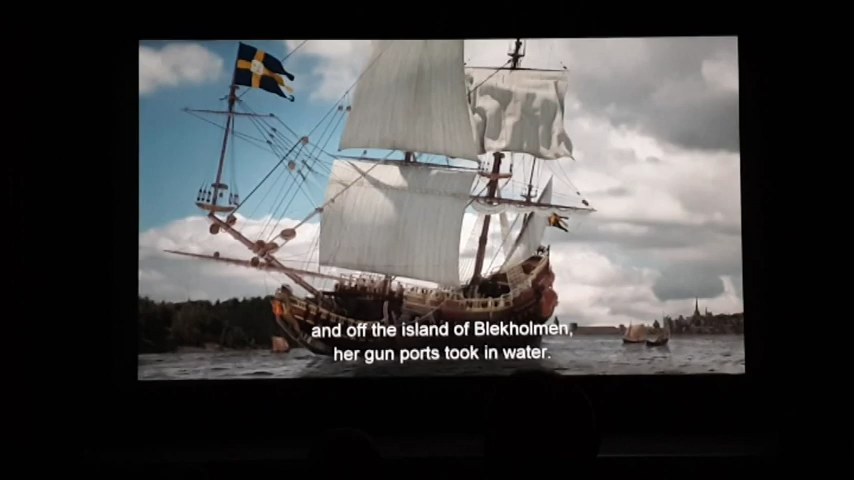 and off the island of Blekholmen,
her gun ports took in water.